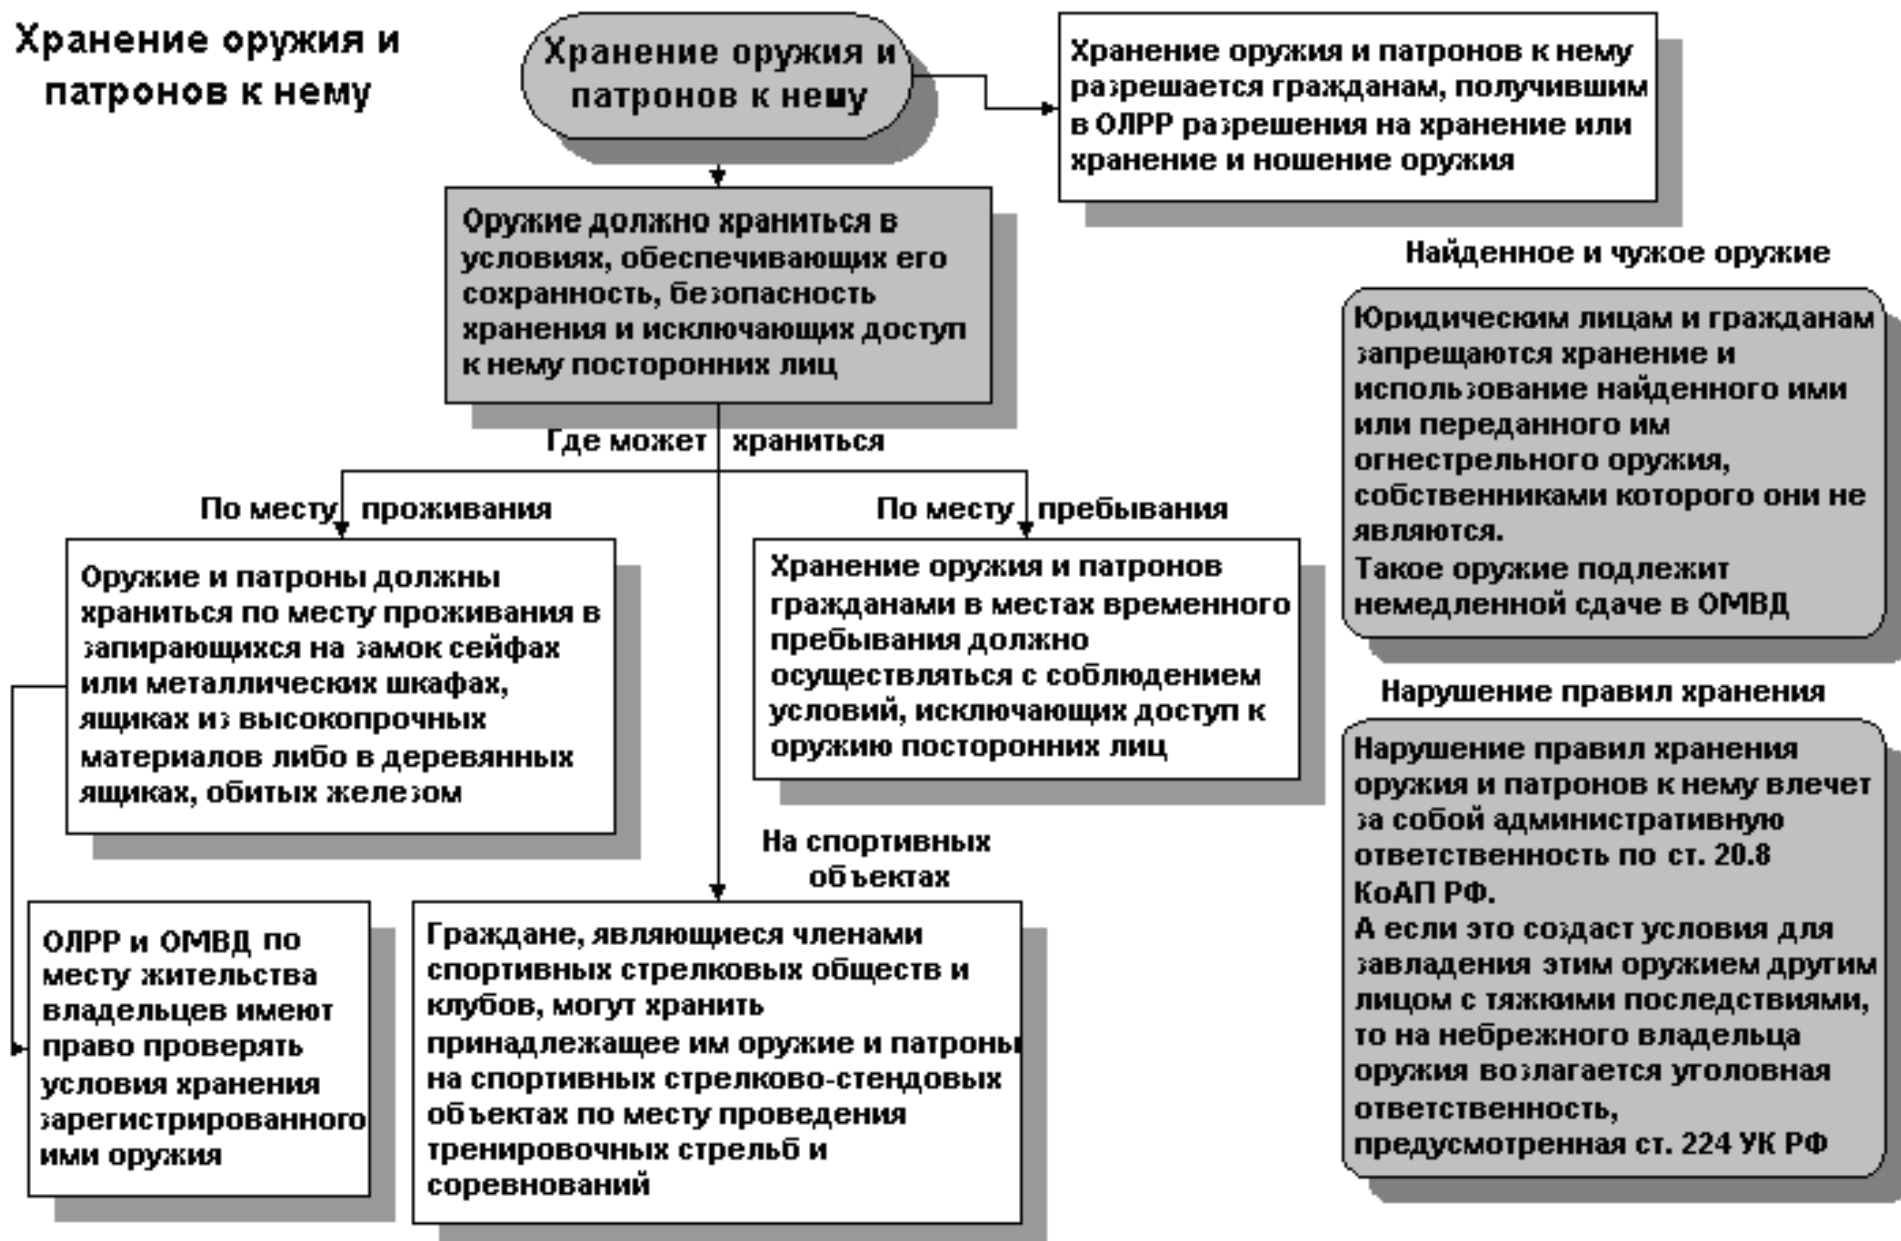 Хранение оружия и
патронов к нему
Хранение оружия и
патронов к нему
Хранение оружия и патронов к нему
разрешается гражданам, получившим
в ОЛРР разрешения на хранение или
хранение и ношение оружия
Оружие должно храниться в
условиях, обеспечивающих его
сохранность, безопасность
хранения и исключающих доступ
к нему посторонних лиц
Где может храниться
По месту проживания
Оружие и патроны должны
храниться по месту проживания в
запирающихся на замок сейфах
или металлических шкафах,
ящиках из высокопрочных
материалов либо в деревянных
ящиках, обитых железом
По месту пребывания
Хранение оружия и патронов
гражданами в местах временного
пребывания должно
осуществляться с соблюдением
условий, исключающих доступ к
оружию посторонних лиц
ОЛРР и ОМВД по
месту жительства
владельцев имеют
право проверять
условия хранения
зарегистрированного
ими оружия
На спортивных
объектах
Граждане, являющиеся членами
спортивных стрелковых обществ и
клубов, могут хранить
принадлежащее им оружие и патроны
на спортивных стрелково-стендовых
объектах по месту проведения
тренировочных стрельб и
соревнований
Найденное и чужое оружие
Юридическим лицам и гражданам
запрещаются хранение и
использование найденного ими
или переданного им
огнестрельного оружия,
собственниками которого они не
являются.
Такое оружие подлежит
немедленной сдаче в ОМВД
Нарушение правил хранения
Нарушение правил хранения
оружия и патронов к нему влечет
за собой административную
ответственность по ст. 20.8
КоАП РФ.
А если это создаст условия для
завладения этим оружием другим
лицом с тяжкими последствиями,
то на небрежного владельца
оружия возлагается уголовная
ответственность,
предусмотренная ст. 224 УК РФ